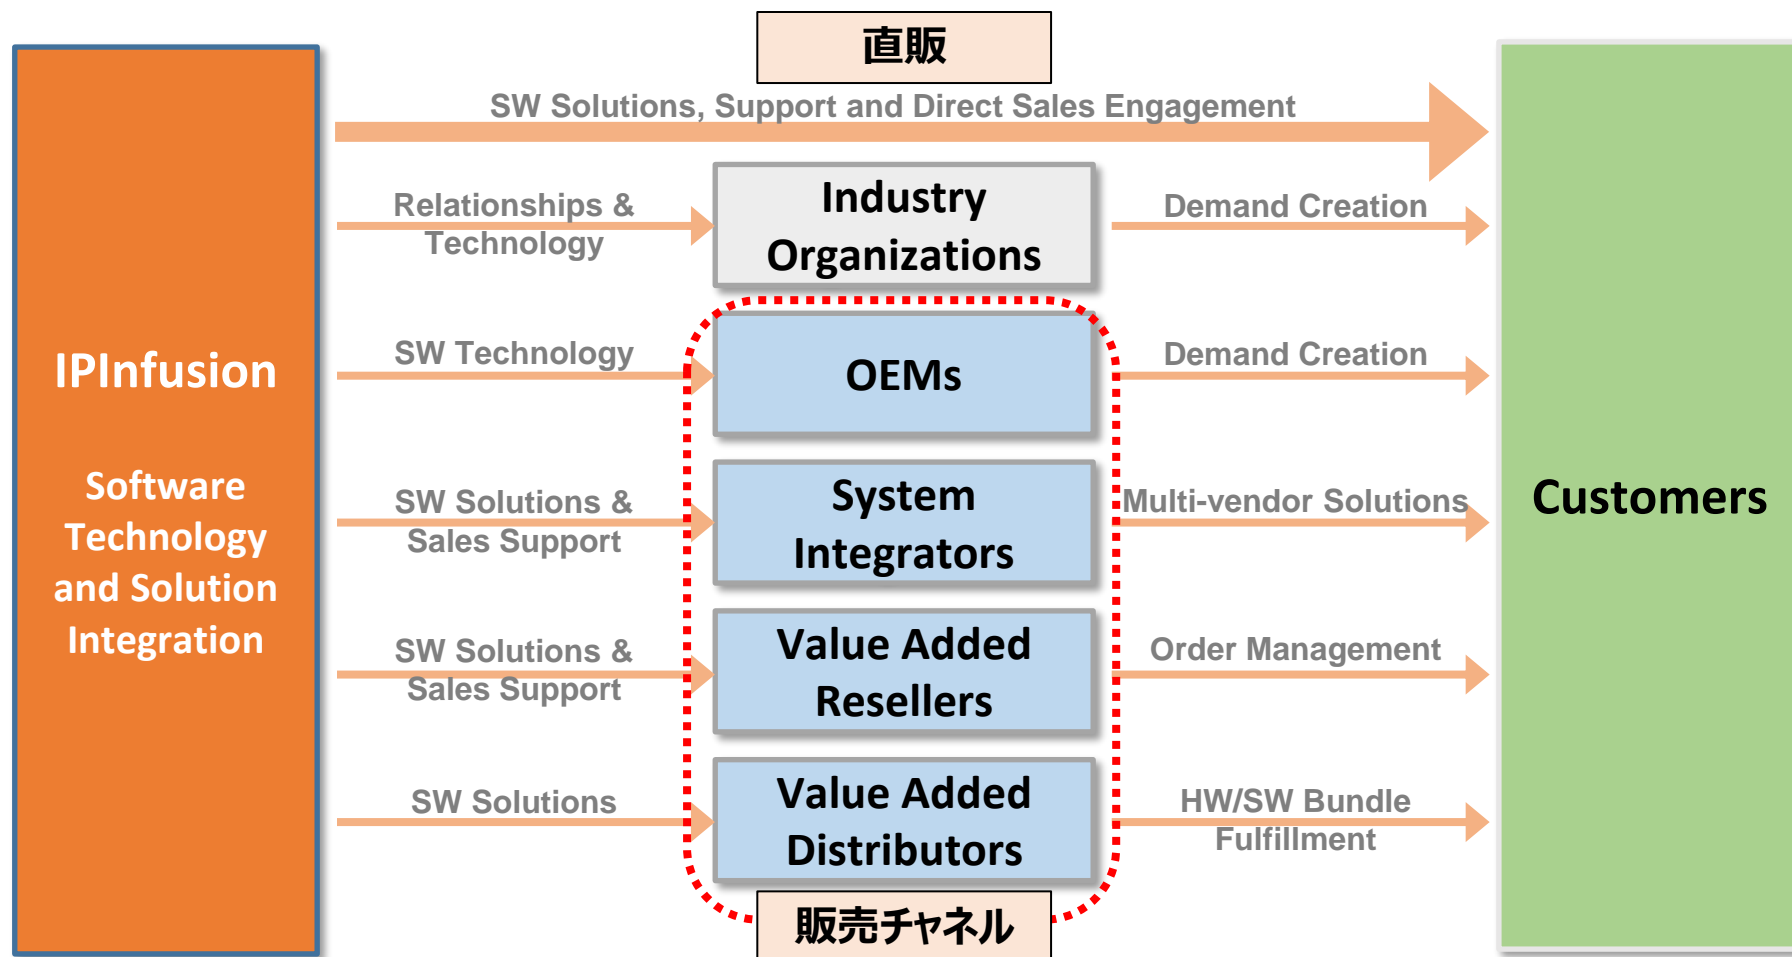 直販
SW Solutions, Support and Direct Sales Engagement
IPInfusion
Software
Technology
and Solution
Integration
Relationships &
Technology
Industry
Organizations
Demand Creation
SW Technology
OEMs
Demand Creation
SW Solutions &
Sales Support
System
Integrators
Multi-vendor Solutions
SW Solutions &
Sales Support
Value Added
Resellers
Order Management
SW Solutions
Value Added
Distributors
HW/SW Bundle
Fulfillment
販売チャネル
Customers